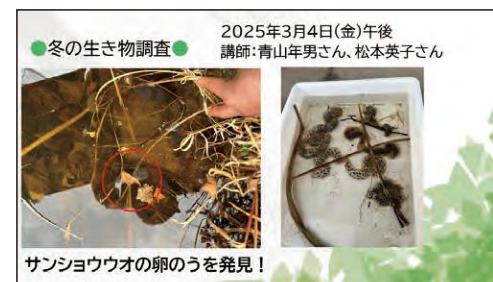 ●冬の生き物調査●
2025年3月4日(金)午後
講師:青山年男さん、松本英子さん
サンショウウオの卵のうを発見！